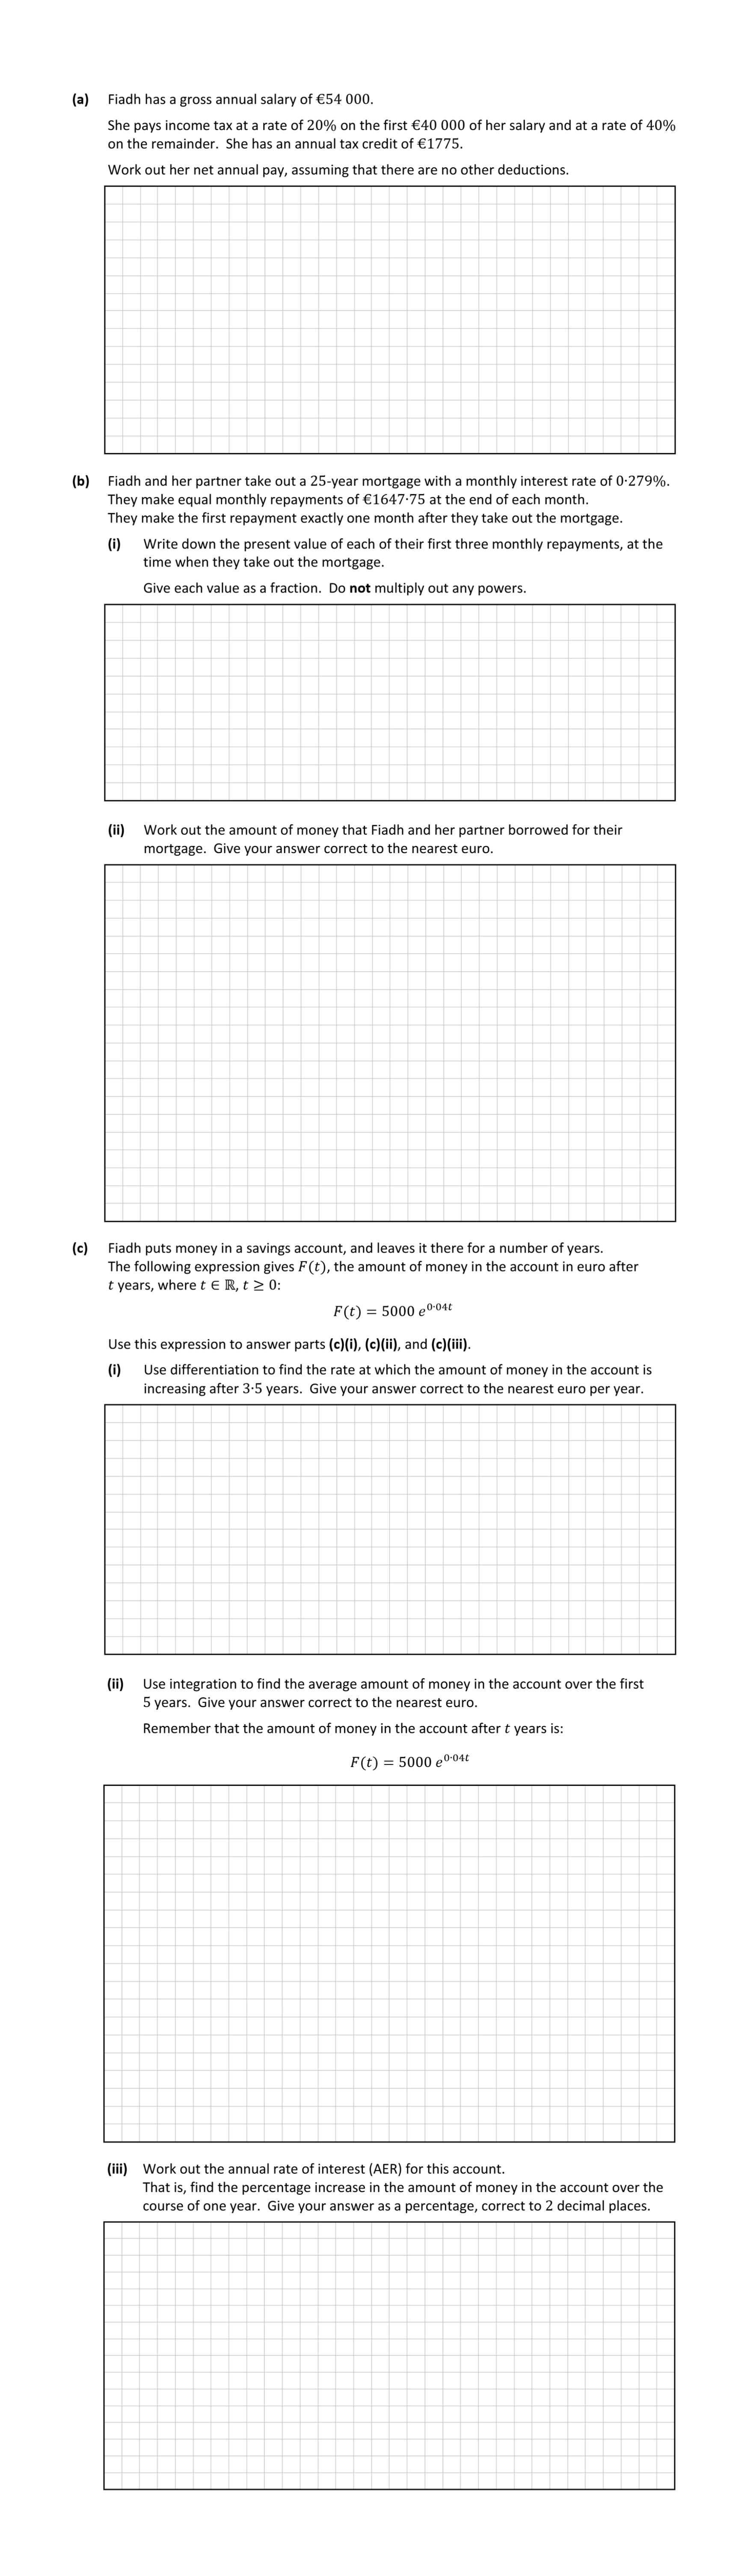 (a) Fiadh has a gross annual salary of €54 000.
She pays income tax at a rate of 20% on the first €40 000 of her salary and at a rate of 40%
on the remainder. She has an annual tax credit of €1775.
Work out her net annual pay, assuming that there are no other deductions.
(b) Fiadh and her partner take out a 25-year mortgage with a monthly interest rate of 0·279%.
They make equal monthly repayments of €1647·75 at the end of each month.
They make the first repayment exactly one month after they take out the mortgage.
(i) Write down the present value of each of their first three monthly repayments, at the
time when they take out the mortgage.
Give each value as a fraction. Do not multiply out any powers.
(ii) Work out the amount of money that Fiadh and her partner borrowed for their
mortgage. Give your answer correct to the nearest euro.
(c) Fiadh puts money in a savings account, and leaves it there for a number of years.
The following expression gives F(t), the amount of money in the account in euro after
t years, where t ∈ ℝ, t ≥ 0:
F(t) = 5000 e^{0·04t}
Use this expression to answer parts (c)(i), (c)(ii), and (c)(iii).
(i) Use differentiation to find the rate at which the amount of money in the account is
increasing after 3·5 years. Give your answer correct to the nearest euro per year.
(ii) Use integration to find the average amount of money in the account over the first
5 years. Give your answer correct to the nearest euro.
Remember that the amount of money in the account after t years is:
F(t) = 5000 e^{0·04t}
(iii) Work out the annual rate of interest (AER) for this account.
That is, find the percentage increase in the amount of money in the account over the
course of one year. Give your answer as a percentage, correct to 2 decimal places.